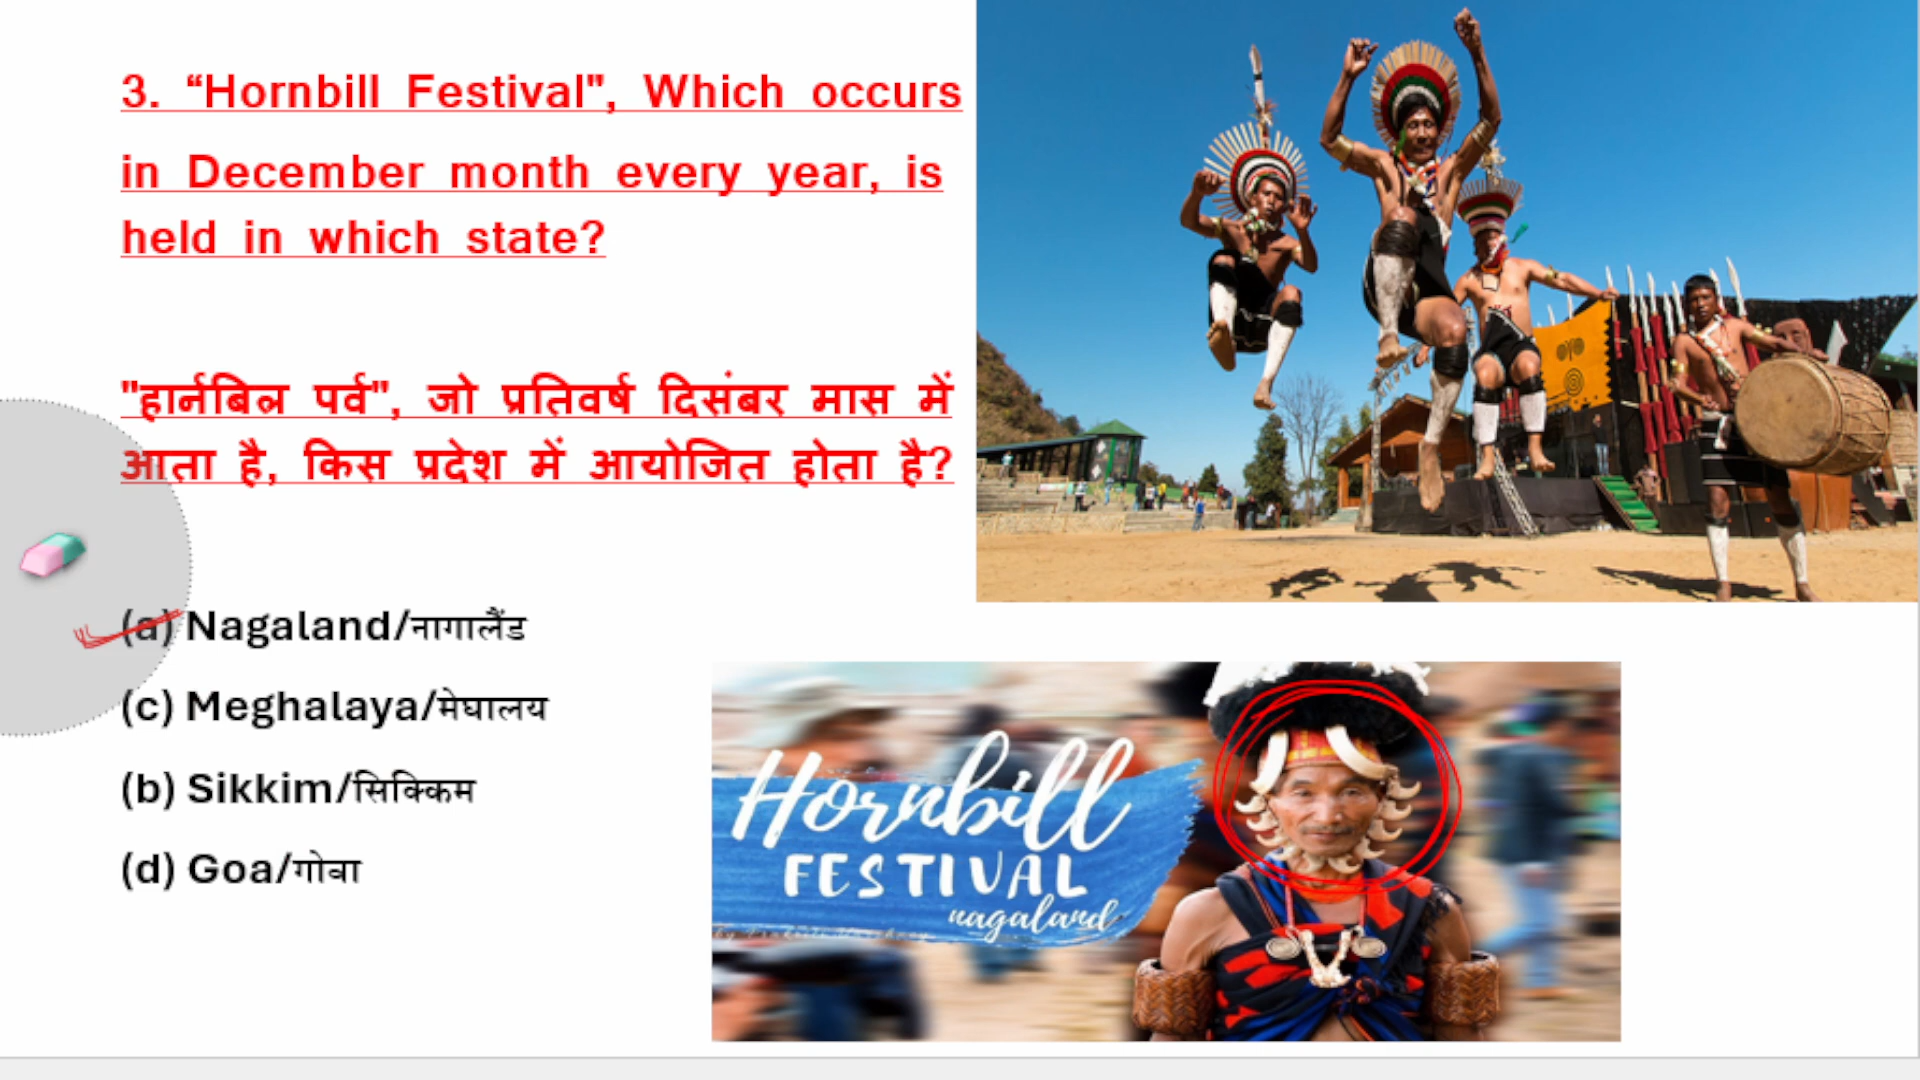 3. “Hornbill Festival", Which occurs
in December month every year, is
held in which state?
"हार्नबिल पर्व", जो प्रतिवर्ष दिसंबर मास में
आता है, किस प्रदेश में आयोजित होता है?
(a) Nagaland/नागालैंड
(c) Meghalaya/मेघालय
(b) Sikkim/सिक्किम
(d) Goa/गोवा
Hornbill
FESTIVAL
nagaland